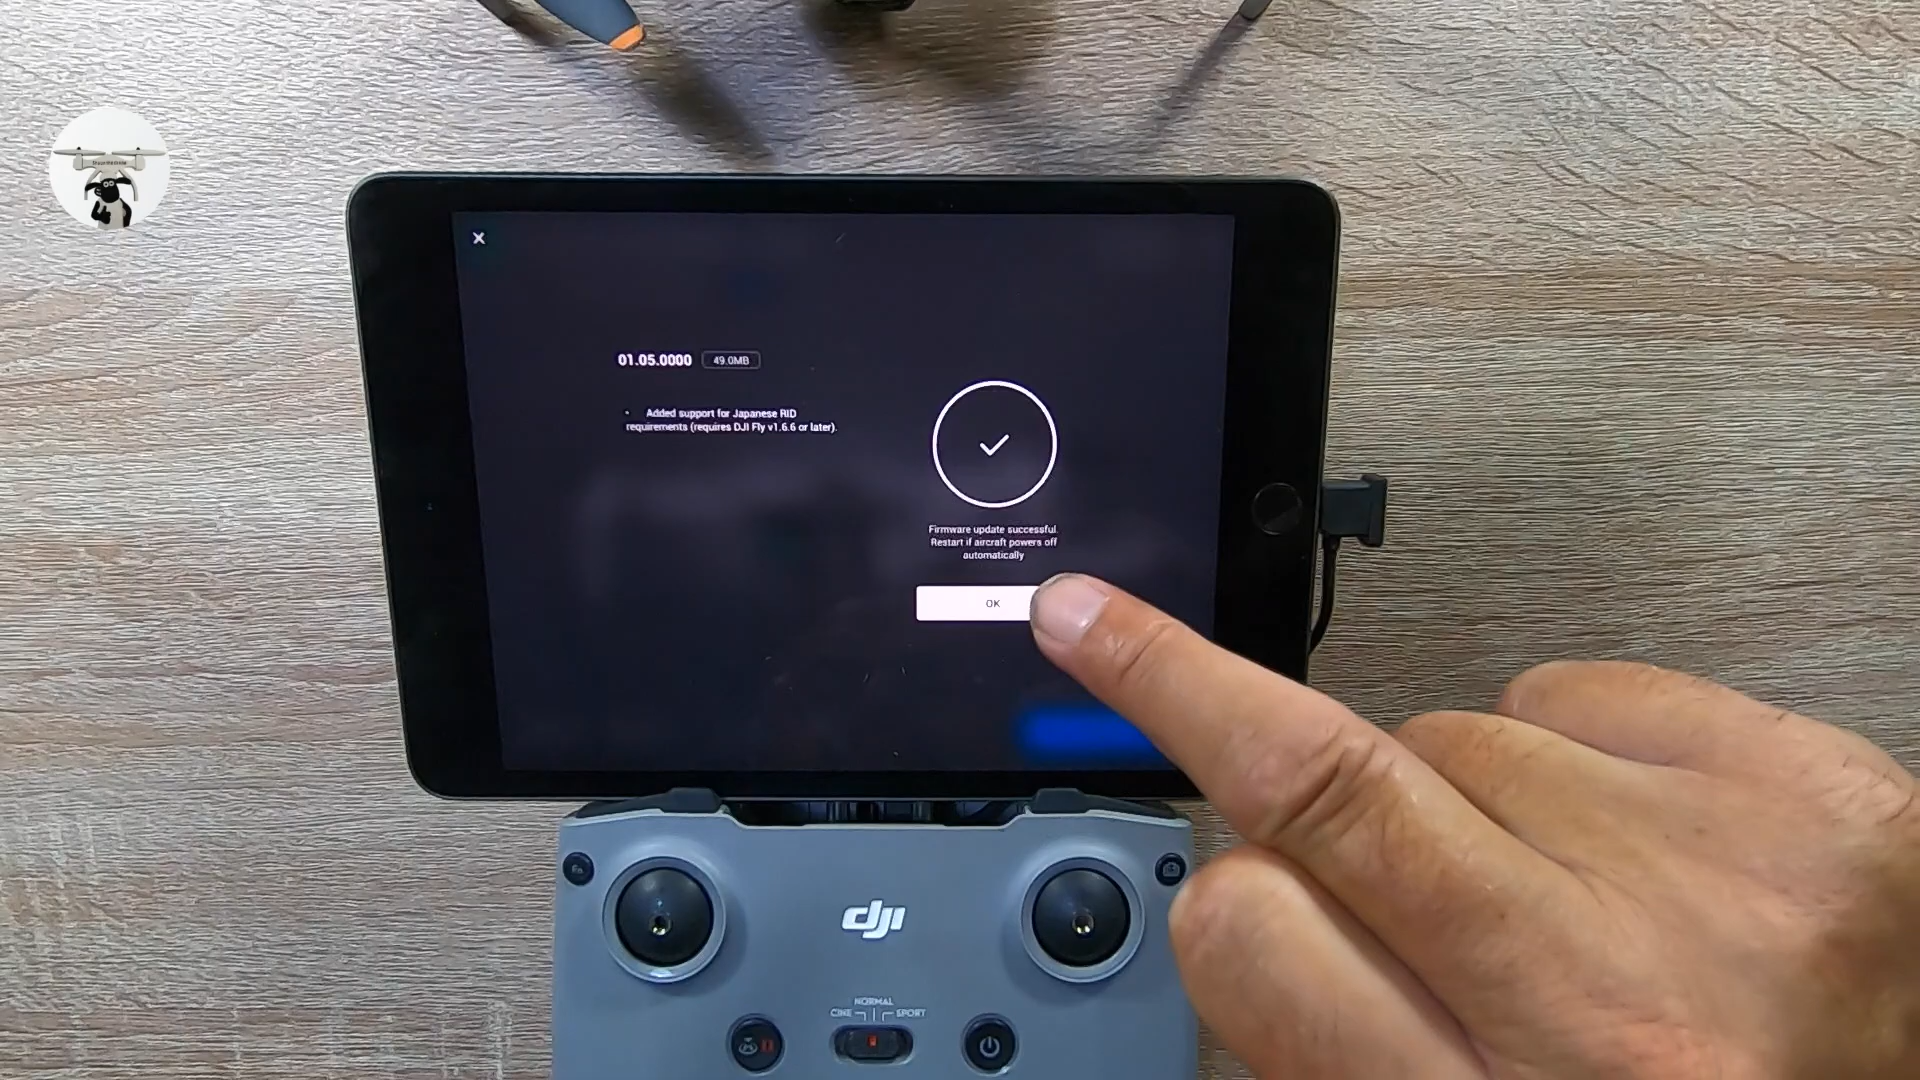 01.05.0000 49.0MB
• Added support for Japanese RID
requirements (requires DJI Fly v1.6.6 or later).
Firmware update successful.
Restart if aircraft powers off
automatically
OK
Fn
dji
NORMAL
CINE SPORT